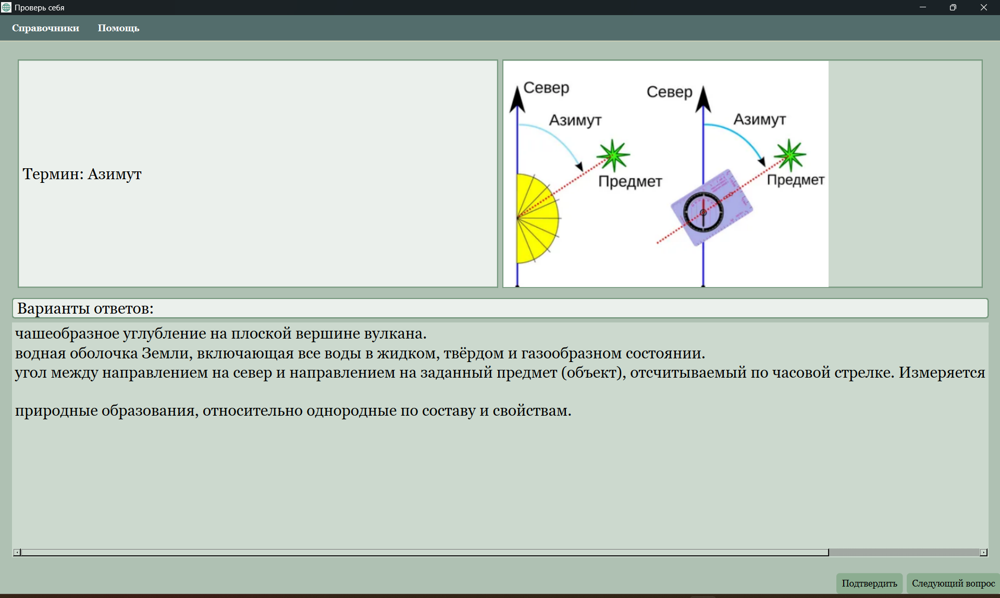 Проверь себя
Справочники Помощь
Термин: Азимут
Север
Север
Азимут
Азимут
Предмет
Предмет
Варианты ответов:
чашеобразное углубление на плоской вершине вулкана.
водная оболочка Земли, включающая все воды в жидком, твёрдом и газообразном состоянии.
угол между направлением на север и направлением на заданный предмет (объект), отсчитываемый по часовой стрелке. Измеряется
природные образования, относительно однородные по составу и свойствам.
Подтвердить Следующий вопрос